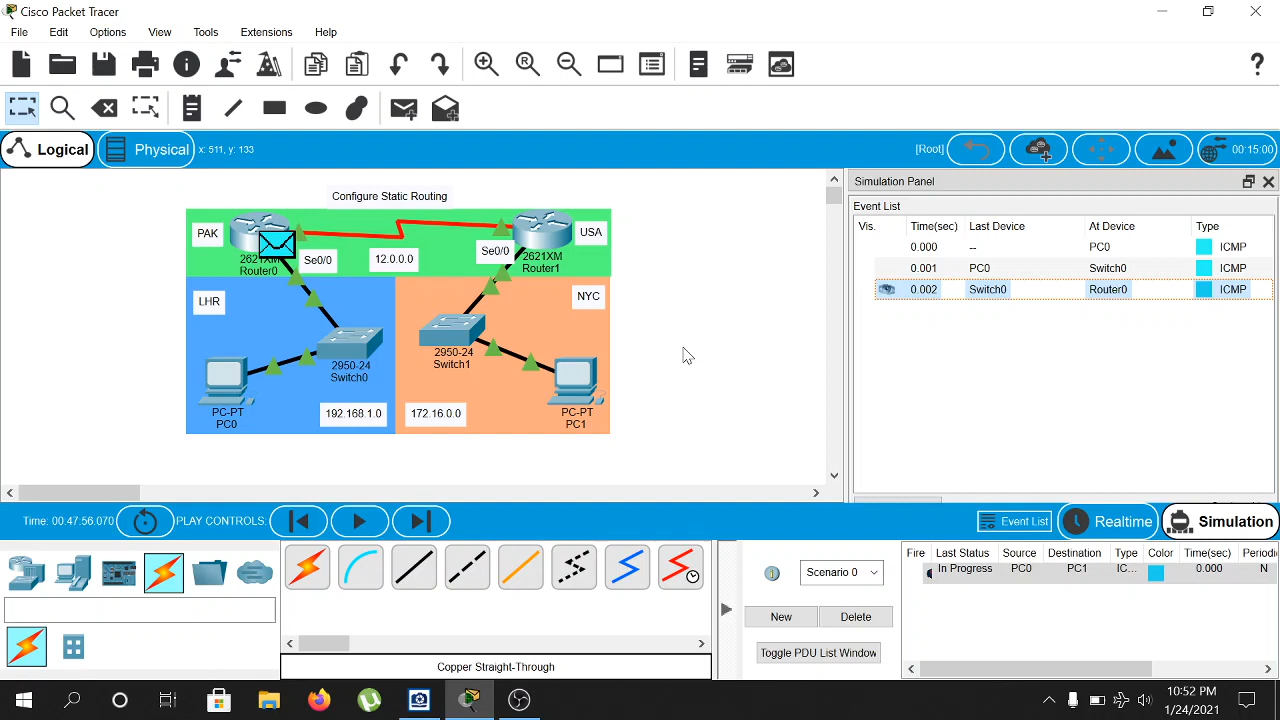 Cisco Packet Tracer
File Edit Options View Tools Extensions Help
Logical Physical x: 511, y: 133 [Root] 00:15:00
Configure Static Routing
PAK
2621XM
Router0
Se0/0
12.0.0.0
Se0/0
2621XM
Router1
USA
LHR
NYC
2950-24
Switch0
2950-24
Switch1
PC-PT
PC0
192.168.1.0
172.16.0.0
PC-PT
PC1
Simulation Panel
Event List
Vis. Time(sec) Last Device At Device Type
0.000 -- PC0 ICMP
0.001 PC0 Switch0 ICMP
0.002 Switch0 Router0 ICMP
Time: 00:47:56.070 PLAY CONTROLS:
Event List Realtime Simulation
Copper Straight-Through
Scenario 0
New Delete
Toggle PDU List Window
Fire Last Status Source Destination Type Color Time(sec) Periodi
In Progress PC0 PC1 IC... 0.000 N
10:52 PM
1/24/2021